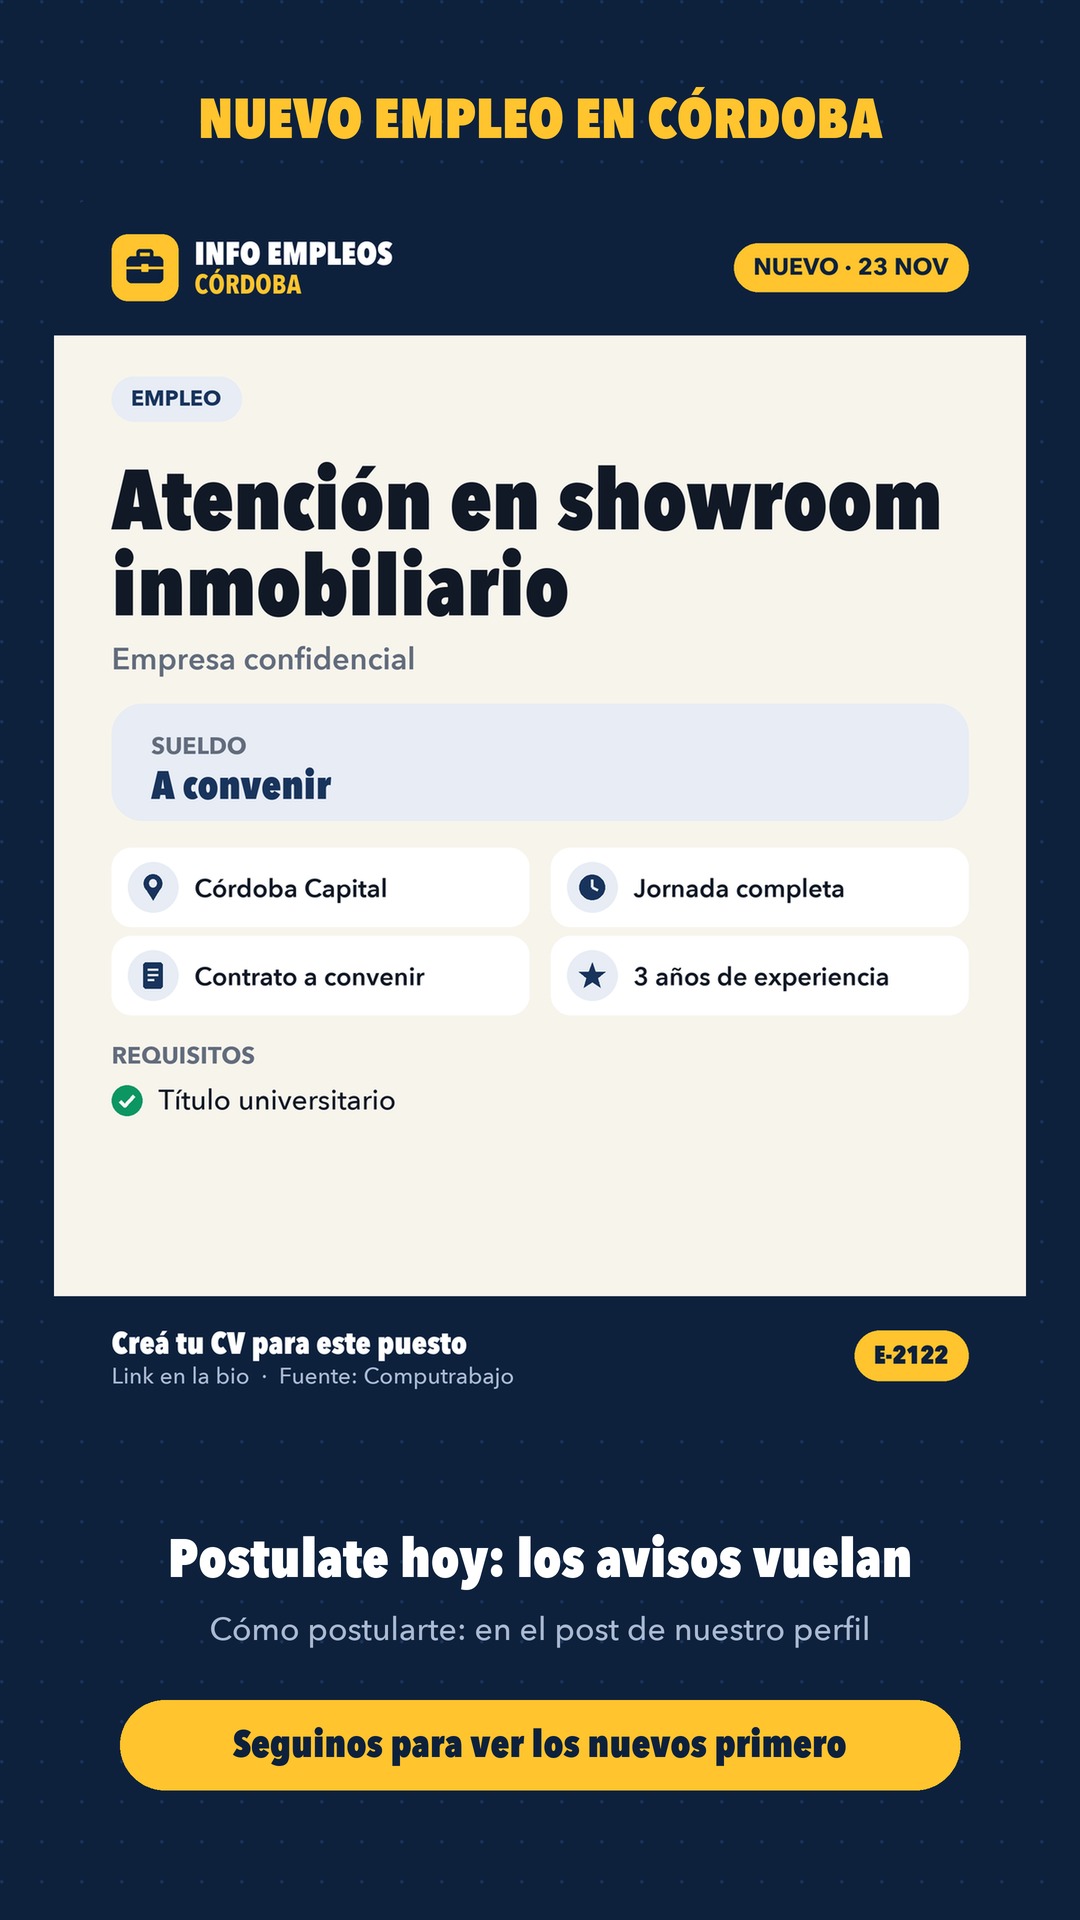 NUEVO EMPLEO EN CÓRDOBA
INFO EMPLEOS
CÓRDOBA
NUEVO · 23 NOV
EMPLEO
Atención en showroom
inmobiliario
Empresa confidencial
SUELDO
A convenir
Córdoba Capital
Jornada completa
Contrato a convenir
3 años de experiencia
REQUISITOS
Título universitario
Creá tu CV para este puesto
Link en la bio · Fuente: Computrabajo
E-2122
Postulate hoy: los avisos vuelan
Cómo postularte: en el post de nuestro perfil
Seguinos para ver los nuevos primero